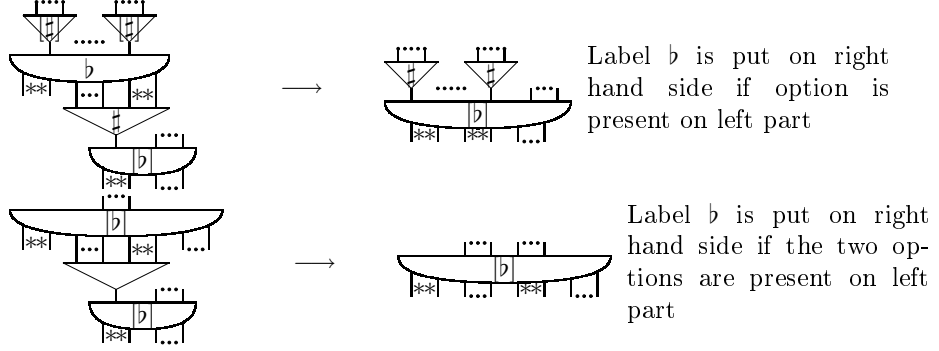 Label ♭ is put on right
hand side if option is
present on left part
Label ♭ is put on right
hand side if the two op-
tions are present on left
part